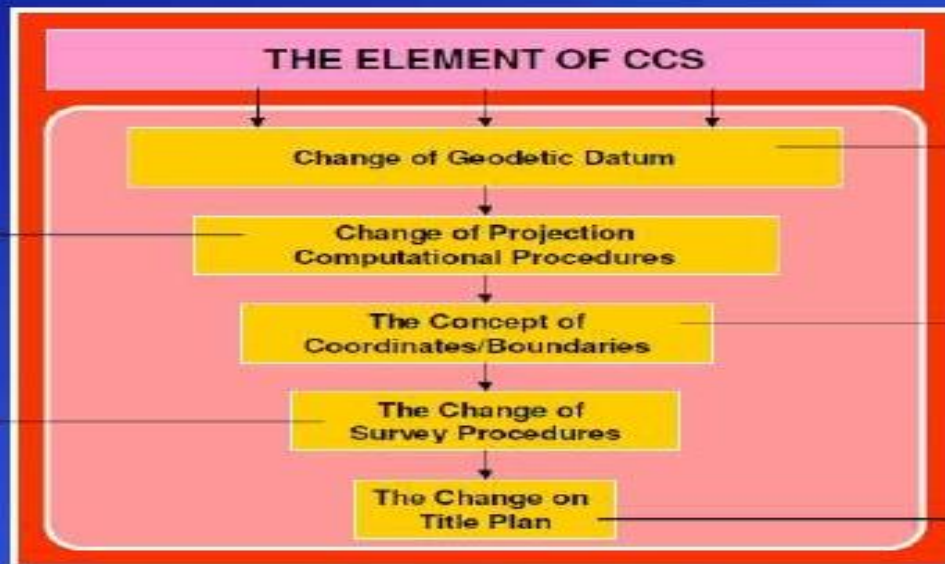 THE ELEMENT OF CCS
Change of Geodetic Datum
Change of Projection
Computational Procedures
The Concept of
Coordinates/Boundaries
The Change of
Survey Procedures
The Change on
Title Plan